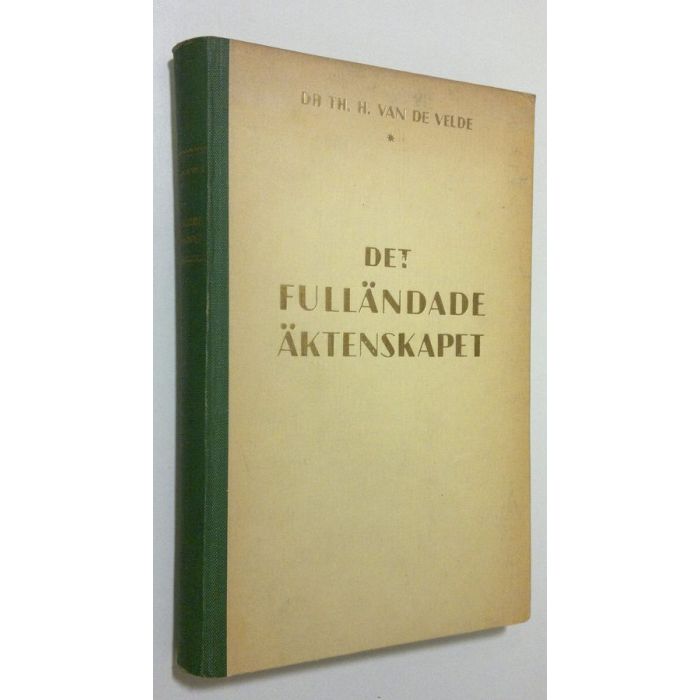 DR TH. H. VAN DE VELDE
*
DET
FULLÄNDADE
ÄKTENSKAPET